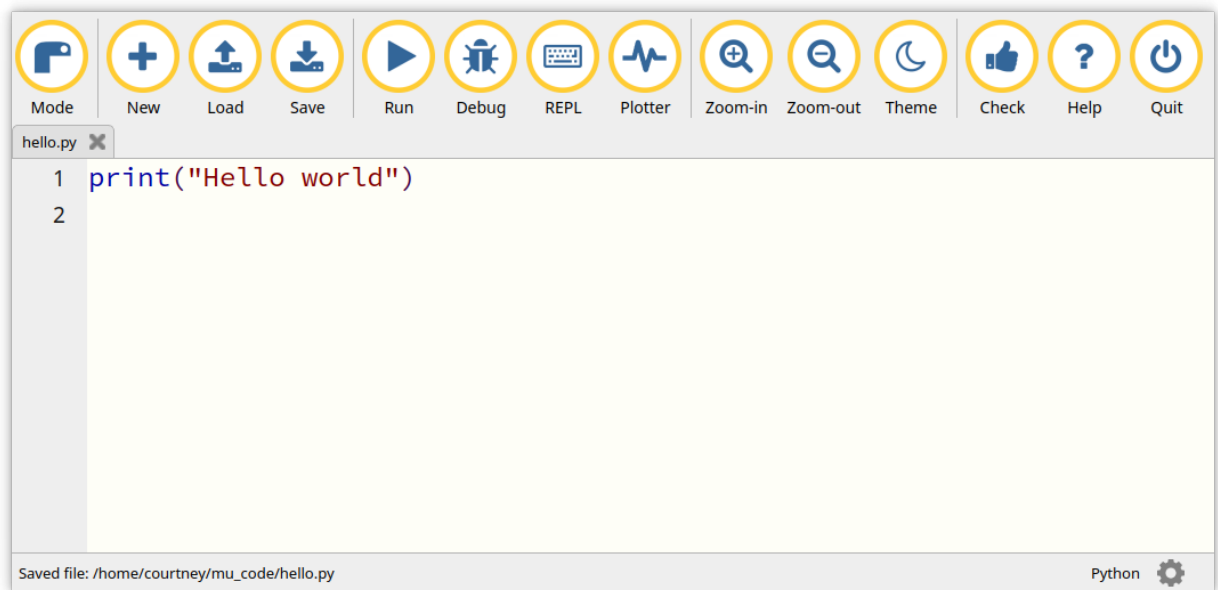 Mode New Load Save Run Debug REPL Plotter Zoom-in Zoom-out Theme Check Help Quit
hello.py
1 print("Hello world")
2
Saved file: /home/courtney/mu_code/hello.py Python